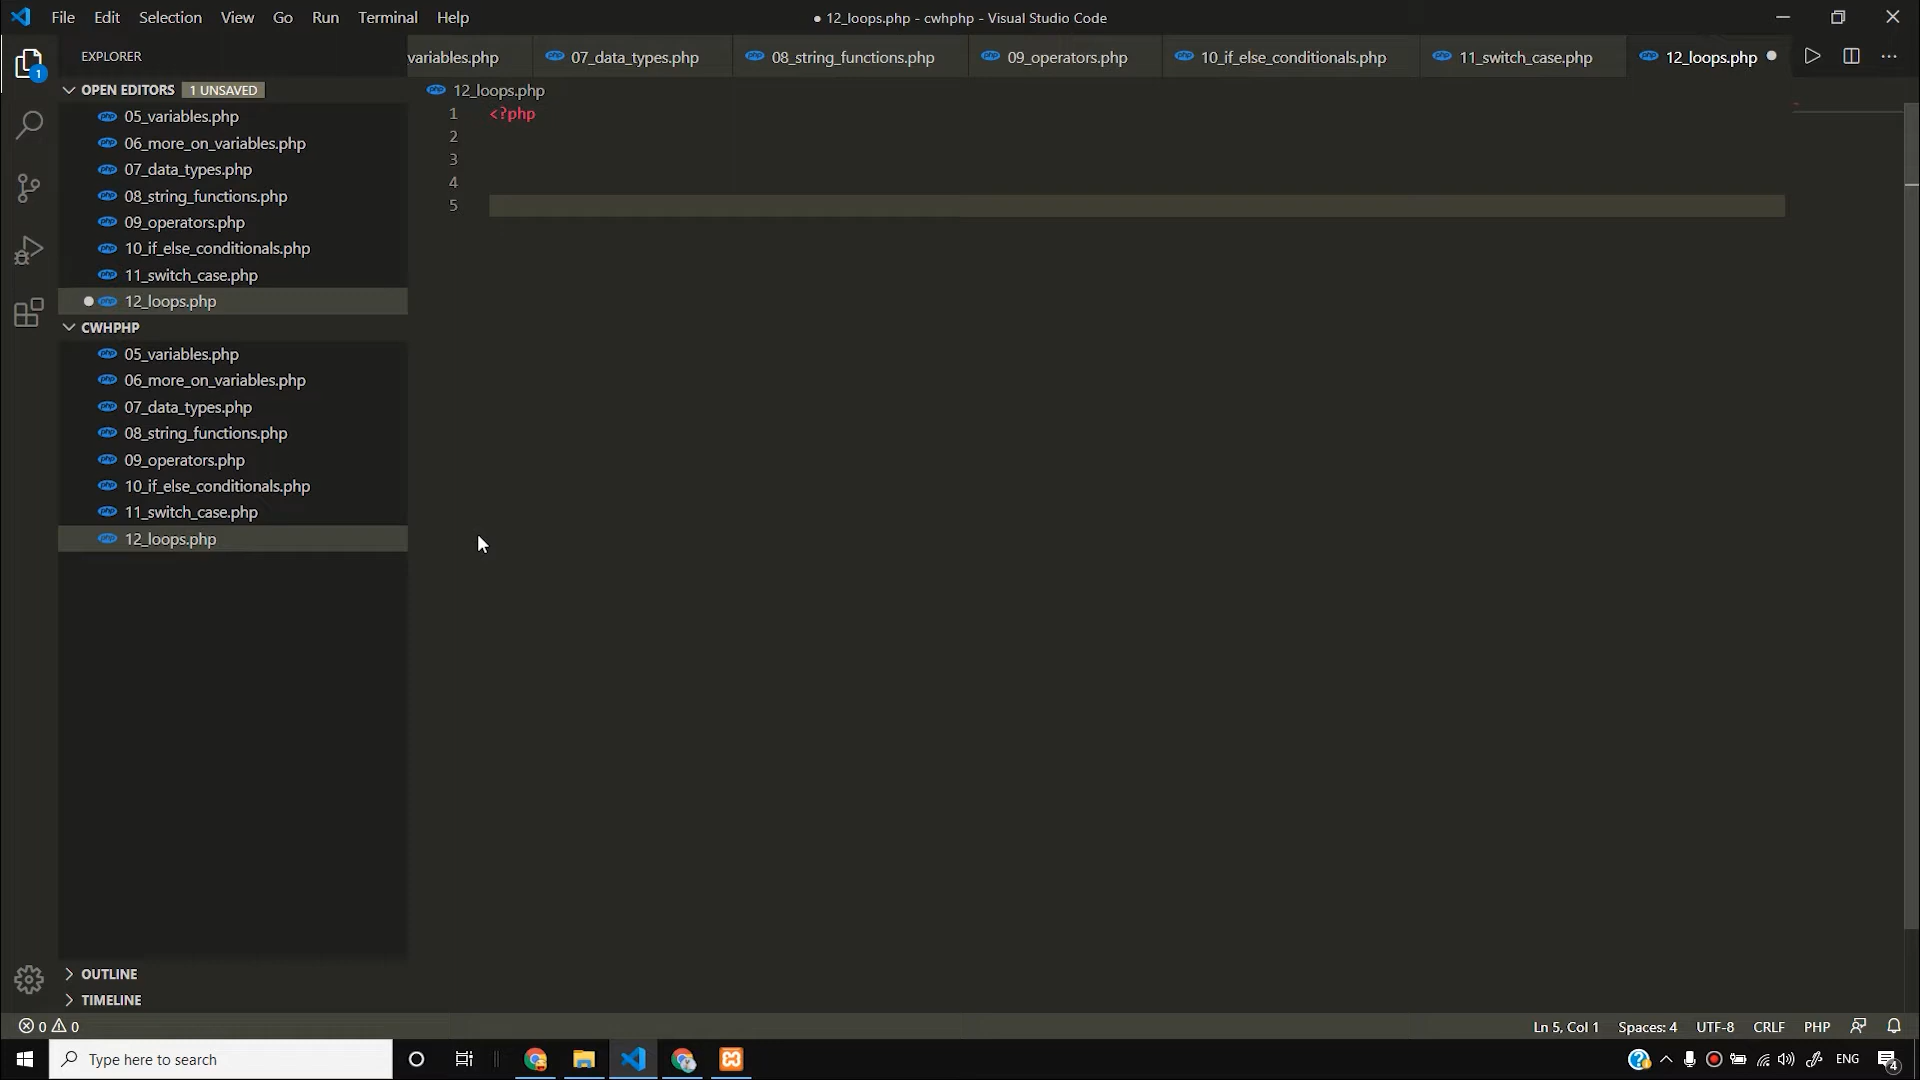 File Edit Selection View Go Run Terminal Help
● 12_loops.php - cwhphp - Visual Studio Code
EXPLORER
variables.php
07_data_types.php
08_string_functions.php
09_operators.php
10_if_else_conditionals.php
11_switch_case.php
12_loops.php
1
OPEN EDITORS 1 UNSAVED
05_variables.php
06_more_on_variables.php
07_data_types.php
08_string_functions.php
09_operators.php
10_if_else_conditionals.php
11_switch_case.php
12_loops.php
CWHPHP
05_variables.php
06_more_on_variables.php
07_data_types.php
08_string_functions.php
09_operators.php
10_if_else_conditionals.php
11_switch_case.php
12_loops.php
OUTLINE
TIMELINE
12_loops.php
1 <?php
2
3
4
5
0 0
Ln 5, Col 1 Spaces: 4 UTF-8 CRLF PHP
Type here to search
ENG
4